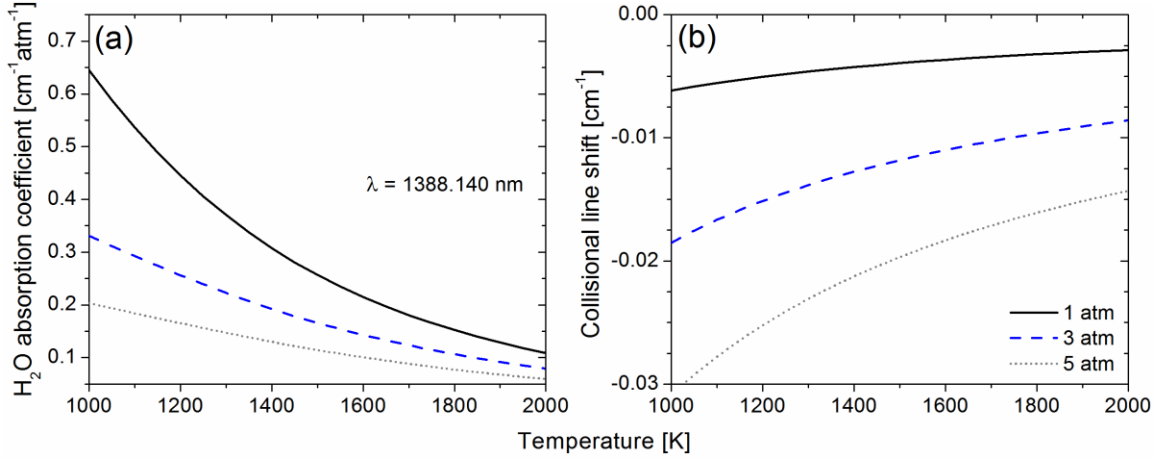 (a)
H₂O absorption coefficient [cm⁻¹atm⁻¹]
0.7
0.6
0.5
0.4
0.3
0.2
0.1
λ = 1388.140 nm
1000 1200 1400 1600 1800 2000
(b)
Collisional line shift [cm⁻¹]
0.00
-0.01
-0.02
-0.03
1 atm
3 atm
5 atm
1000 1200 1400 1600 1800 2000
Temperature [K]